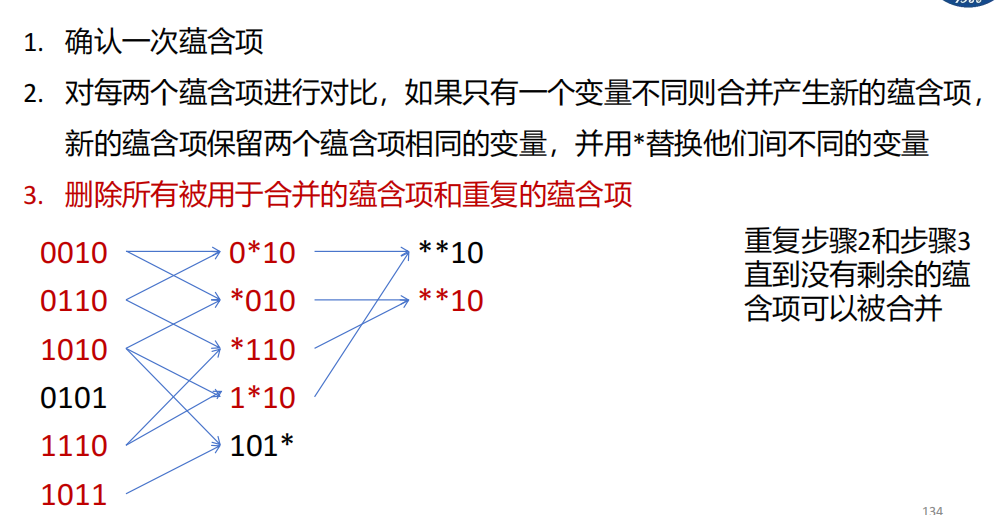 1. 确认一次蕴含项
2. 对每两个蕴含项进行对比，如果只有一个变量不同则合并产生新的蕴含项，
新的蕴含项保留两个蕴含项相同的变量，并用*替换他们间不同的变量
3. 删除所有被用于合并的蕴含项和重复的蕴含项
0010 0*10 **10
0110 *010 **10
1010 *110
0101 1*10
1110 101*
1011
重复步骤2和步骤3
直到没有剩余的蕴
含项可以被合并
134